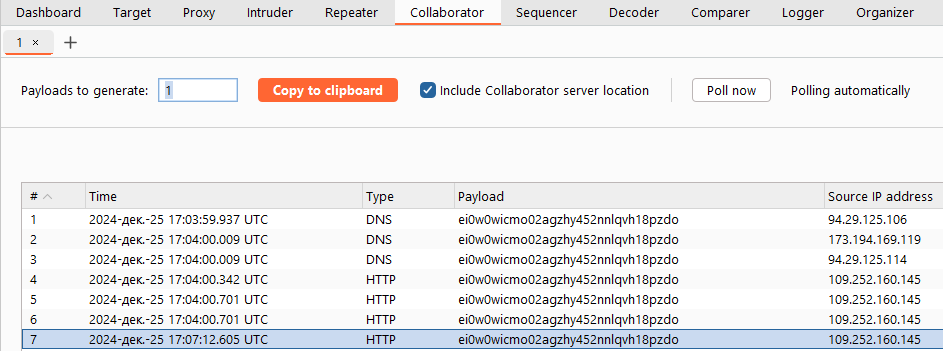 Dashboard Target Proxy Intruder Repeater Collaborator Sequencer Decoder Comparer Logger Organizer
1 × +
Payloads to generate: 1 Copy to clipboard Include Collaborator server location Poll now Polling automatically
# Time Type Payload Source IP address
1 2024-дек.-25 17:03:59.937 UTC DNS ei0w0wicmo02agzhy452nnlqvh18pzdo 94.29.125.106
2 2024-дек.-25 17:04:00.009 UTC DNS ei0w0wicmo02agzhy452nnlqvh18pzdo 173.194.169.119
3 2024-дек.-25 17:04:00.009 UTC DNS ei0w0wicmo02agzhy452nnlqvh18pzdo 94.29.125.114
4 2024-дек.-25 17:04:00.342 UTC HTTP ei0w0wicmo02agzhy452nnlqvh18pzdo 109.252.160.145
5 2024-дек.-25 17:04:00.701 UTC HTTP ei0w0wicmo02agzhy452nnlqvh18pzdo 109.252.160.145
6 2024-дек.-25 17:04:00.701 UTC HTTP ei0w0wicmo02agzhy452nnlqvh18pzdo 109.252.160.145
7 2024-дек.-25 17:07:12.605 UTC HTTP ei0w0wicmo02agzhy452nnlqvh18pzdo 109.252.160.145